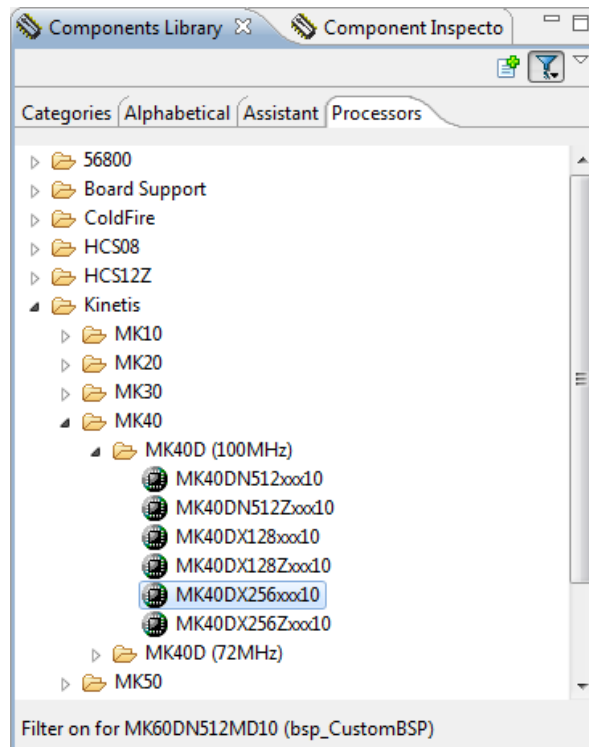 Components Library Component Inspecto
Categories Alphabetical Assistant Processors
56800
Board Support
ColdFire
HCS08
HCS12Z
Kinetis
MK10
MK20
MK30
MK40
MK40D (100MHz)
MK40DN512xxx10
MK40DN512Zxxx10
MK40DX128xxx10
MK40DX128Zxxx10
MK40DX256xxx10
MK40DX256Zxxx10
MK40D (72MHz)
MK50
Filter on for MK60DN512MD10 (bsp_CustomBSP)